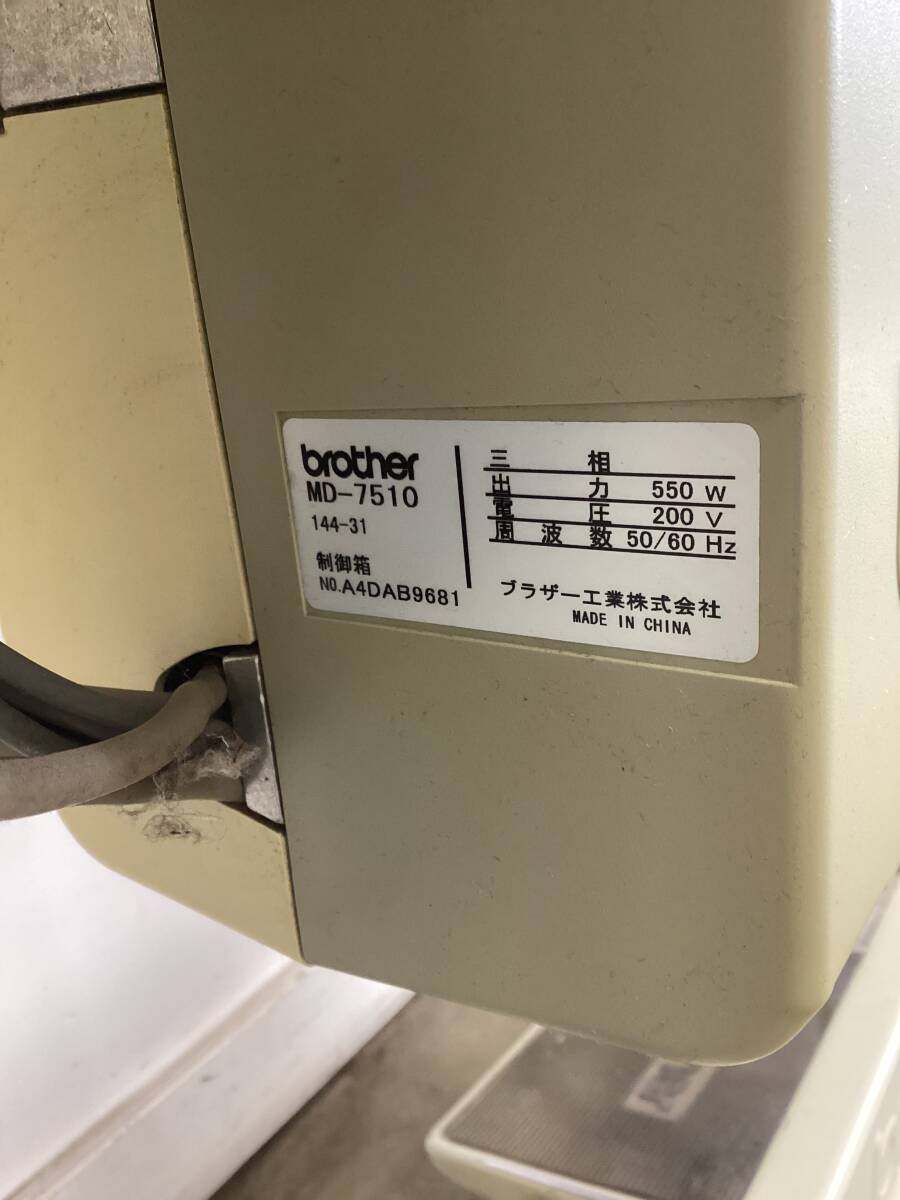 brother
MD-7510
144-31
制御箱
NO.A4DAB9681
三 相
出 力 550 W
電 圧 200 V
周 波 数 50/60 Hz
ブラザー工業株式会社
MADE IN CHINA